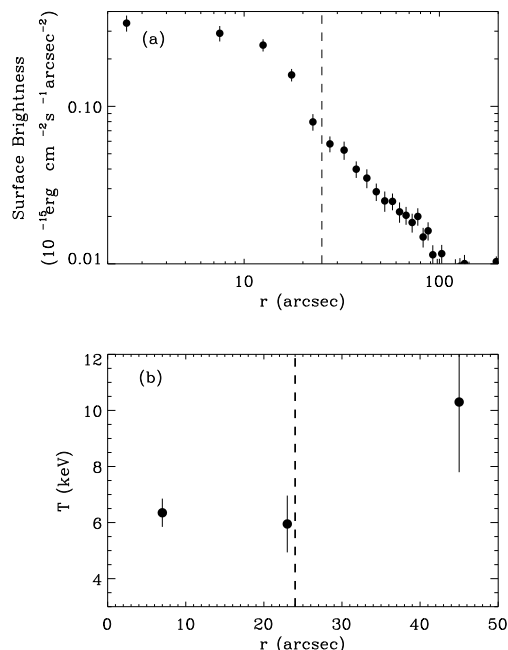 (a)
Surface Brightness
(10 -15erg cm -2s -1arcsec-2)
0.10
0.01
10 100
r (arcsec)
(b)
T (keV)
12
10
8
6
4
0 10 20 30 40 50
r (arcsec)